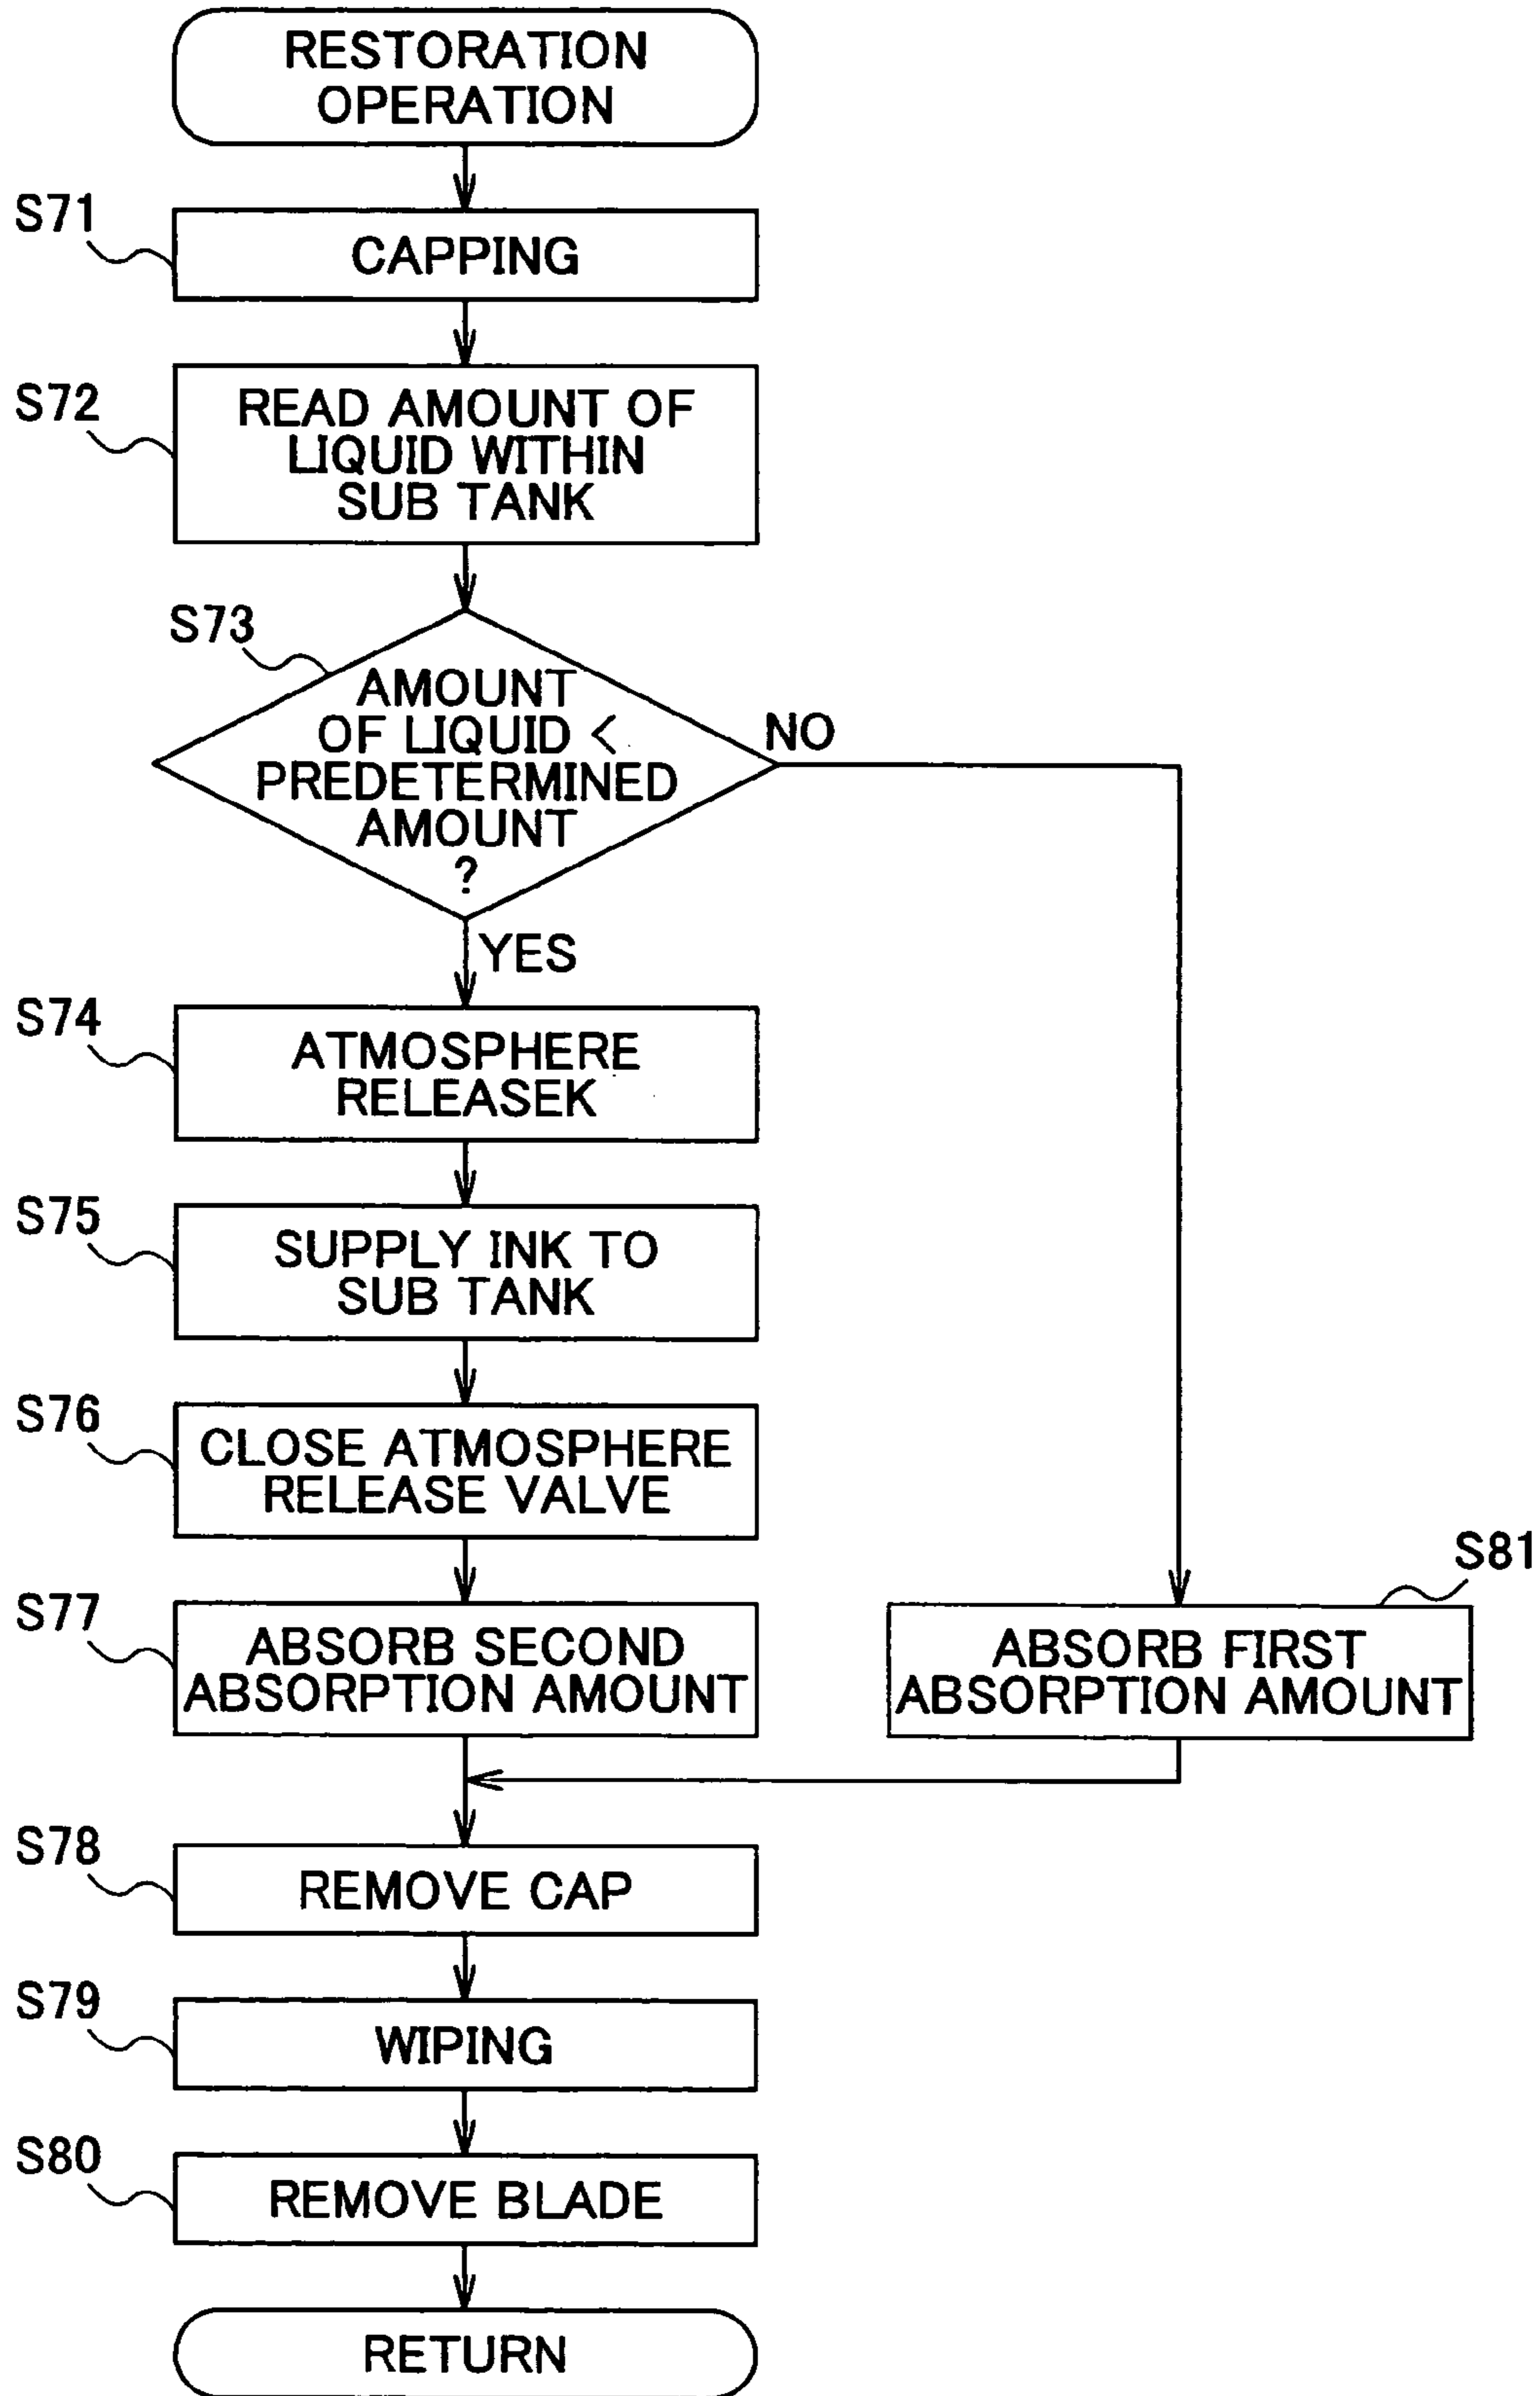 RESTORATION
OPERATION
S71
CAPPING
S72
READ AMOUNT OF
LIQUID WITHIN
SUB TANK
S73
AMOUNT
OF LIQUID <
PREDETERMINED
AMOUNT
?
NO
YES
S74
ATMOSPHERE
RELEASEK
S75
SUPPLY INK TO
SUB TANK
S76
CLOSE ATMOSPHERE
RELEASE VALVE
S77
ABSORB SECOND
ABSORPTION AMOUNT
S81
ABSORB FIRST
ABSORPTION AMOUNT
S78
REMOVE CAP
S79
WIPING
S80
REMOVE BLADE
RETURN